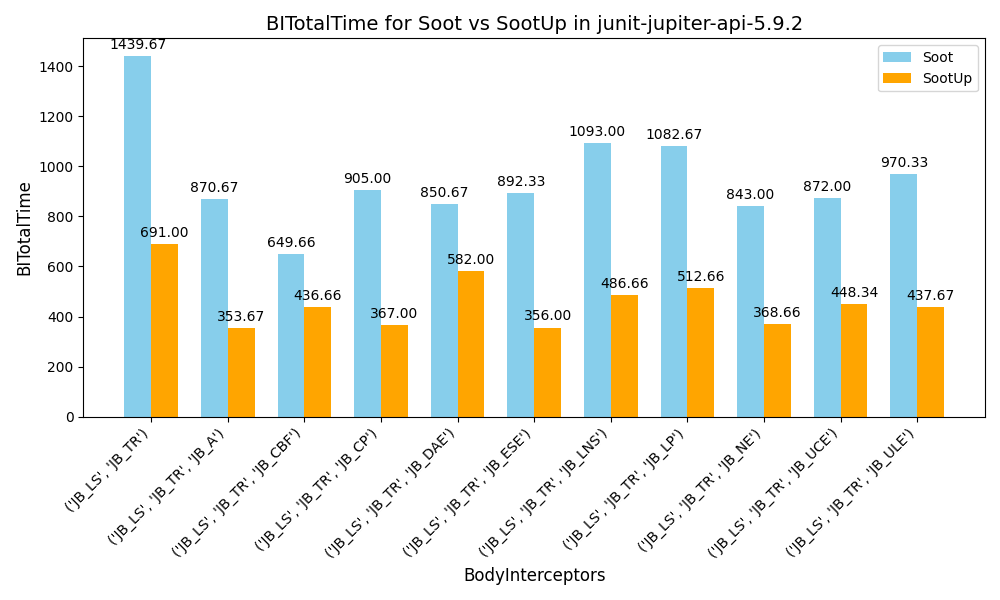 BITotalTime for Soot vs SootUp in junit-jupiter-api-5.9.2
Soot
SootUp
BITotalTime
1400
1200
1000
800
600
400
200
0
1439.67
691.00
870.67
353.67
649.66
436.66
905.00
367.00
850.67
582.00
892.33
356.00
1093.00
486.66
1082.67
512.66
843.00
368.66
872.00
448.34
970.33
437.67
('JB_LS', 'JB_TR')
('JB_LS', 'JB_TR', 'JB_A')
('JB_LS', 'JB_TR', 'JB_CBF')
('JB_LS', 'JB_TR', 'JB_CP')
('JB_LS', 'JB_TR', 'JB_DAE')
('JB_LS', 'JB_TR', 'JB_ESE')
('JB_LS', 'JB_TR', 'JB_LNS')
('JB_LS', 'JB_TR', 'JB_LP')
('JB_LS', 'JB_TR', 'JB_NE')
('JB_LS', 'JB_TR', 'JB_UCE')
('JB_LS', 'JB_TR', 'JB_ULE')
BodyInterceptors